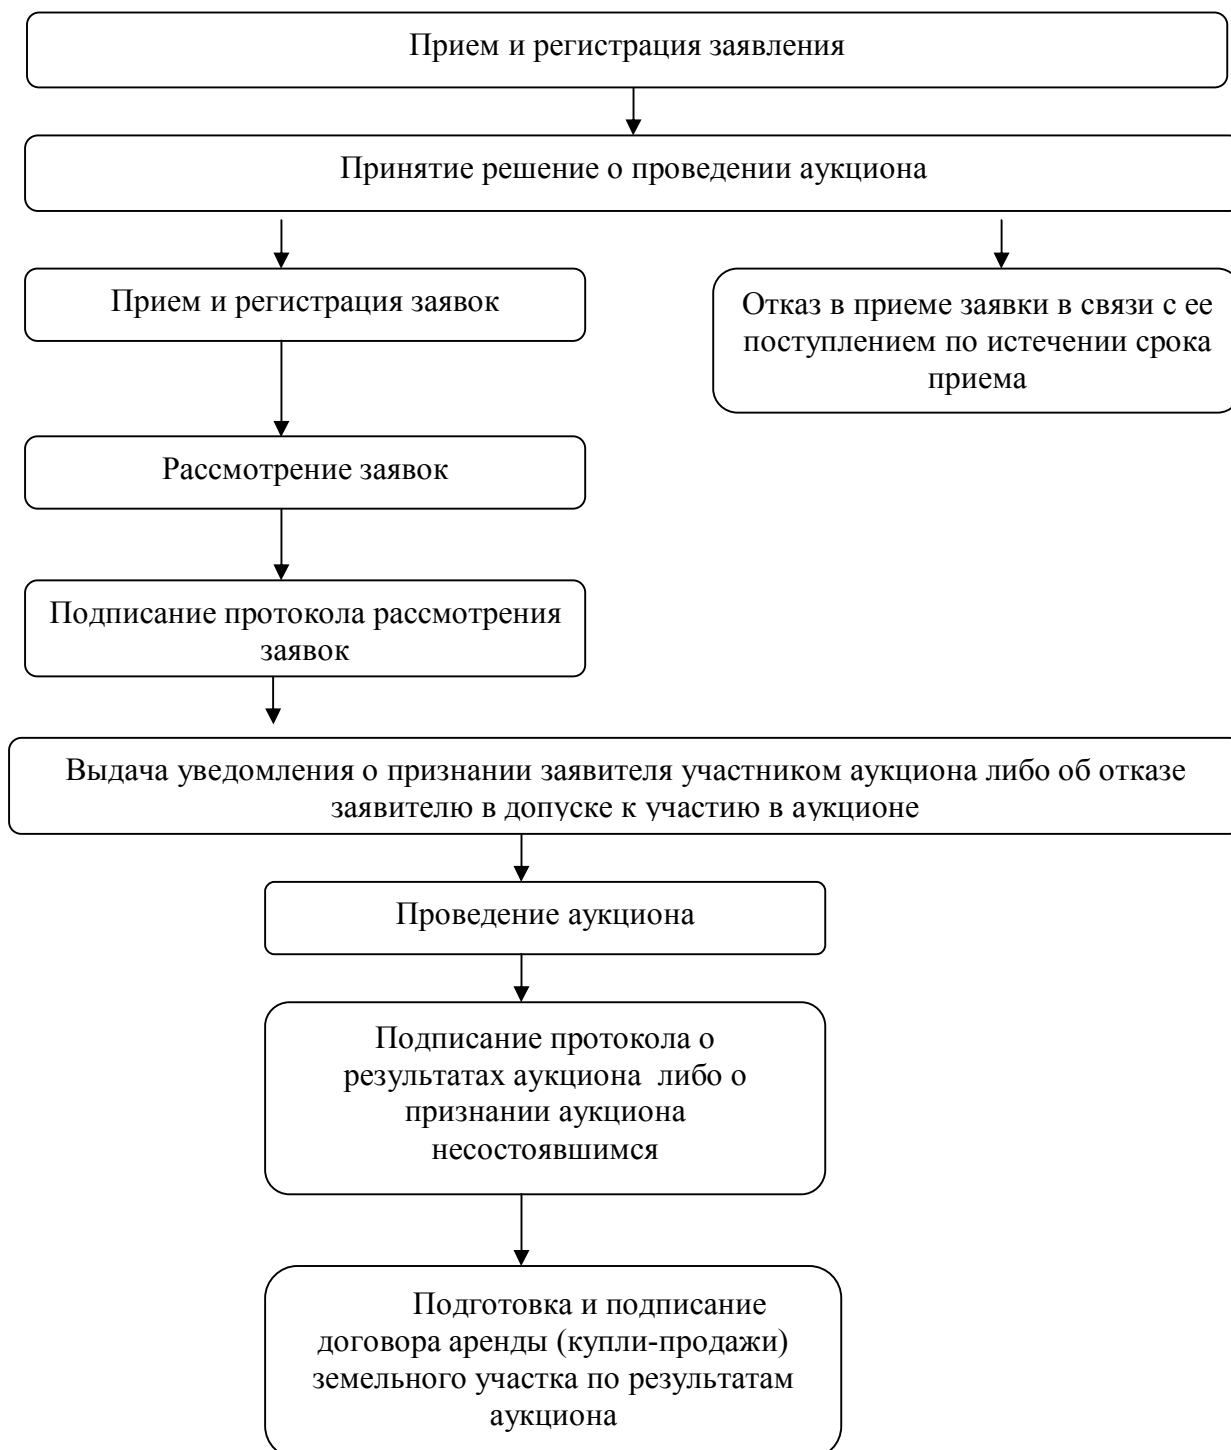 Прием и регистрация заявления
Принятие решение о проведении аукциона
Прием и регистрация заявок
Отказ в приеме заявки в связи с ее
поступлением по истечении срока
приема
Рассмотрение заявок
Подписание протокола рассмотрения
заявок
Выдача уведомления о признании заявителя участником аукциона либо об отказе
заявителю в допуске к участию в аукционе
Проведение аукциона
Подписание протокола о
результатах аукциона либо о
признании аукциона
несостоявшимся
Подготовка и подписание
договора аренды (купли-продажи)
земельного участка по результатам
аукциона